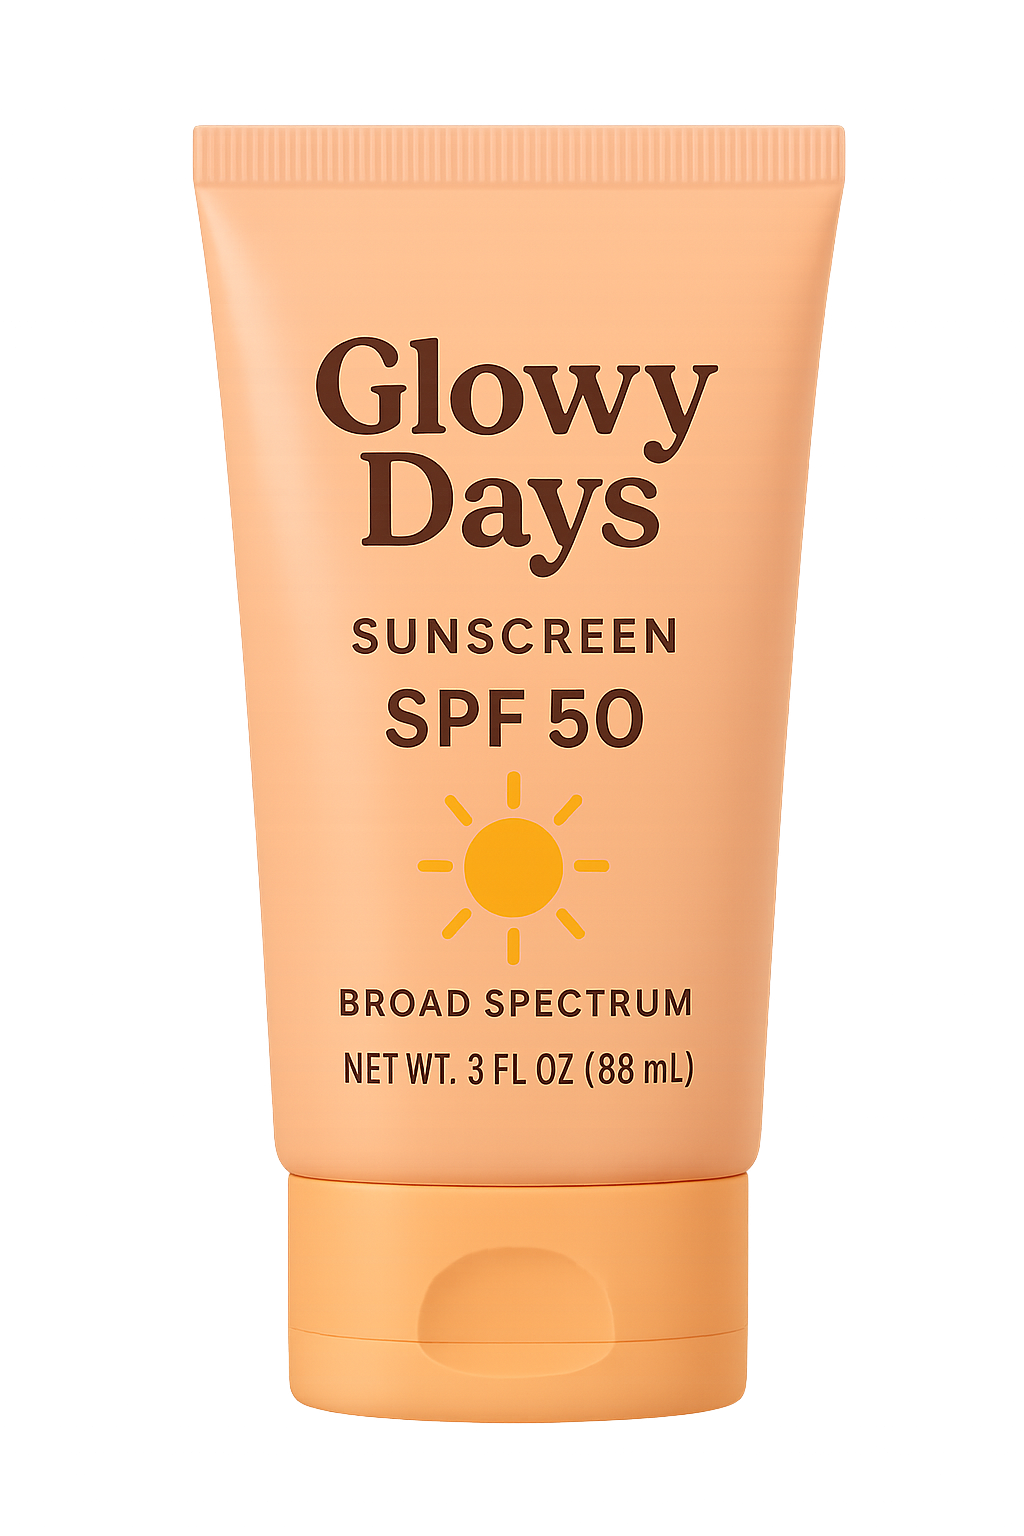 Glowy
Days
SUNSCREEN
SPF 50
BROAD SPECTRUM
NET WT. 3 FL OZ (88 mL)